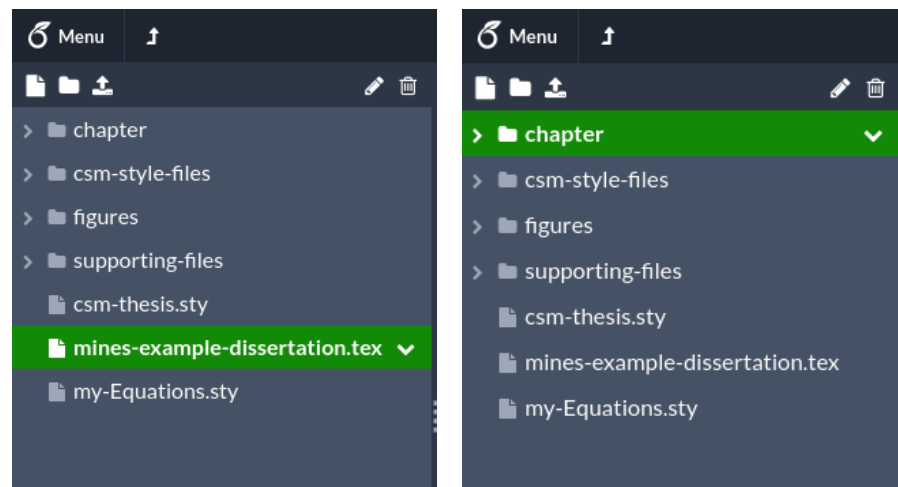 Menu
chapter
csm-style-files
figures
supporting-files
csm-thesis.sty
mines-example-dissertation.tex
my-Equations.sty
Menu
chapter
csm-style-files
figures
supporting-files
csm-thesis.sty
mines-example-dissertation.tex
my-Equations.sty